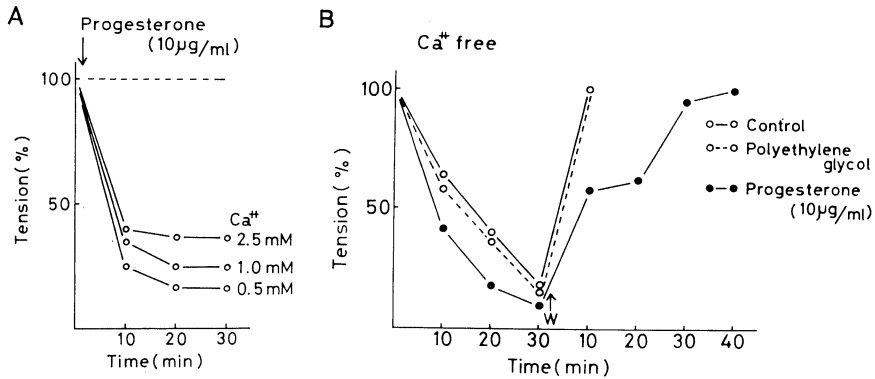 A
Progesterone
(10μg/ml)
100
50
Tension (%)
Ca⧺
2.5 mM
1.0 mM
0.5 mM
10
20
30
Time (min)
B
Ca⧺ free
100
50
Tension (%)
Control
Polyethylene
glycol
Progesterone
(10μg/ml)
W
10
20
30
10
20
30
40
Time (min)